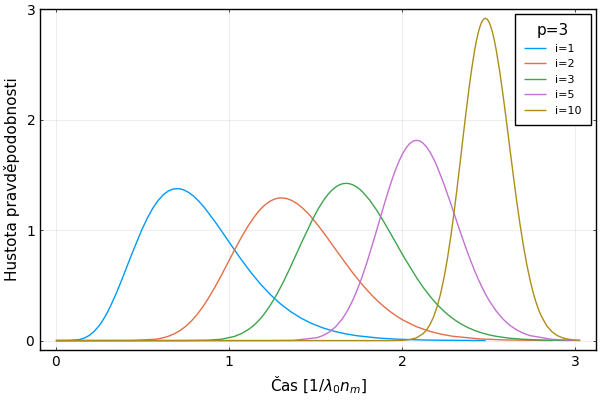 3
2
1
0
Hustota pravděpodobnosti
p=3
i=1
i=2
i=3
i=5
i=10
0 1 2 3
Čas [1/λ₀nₘ]